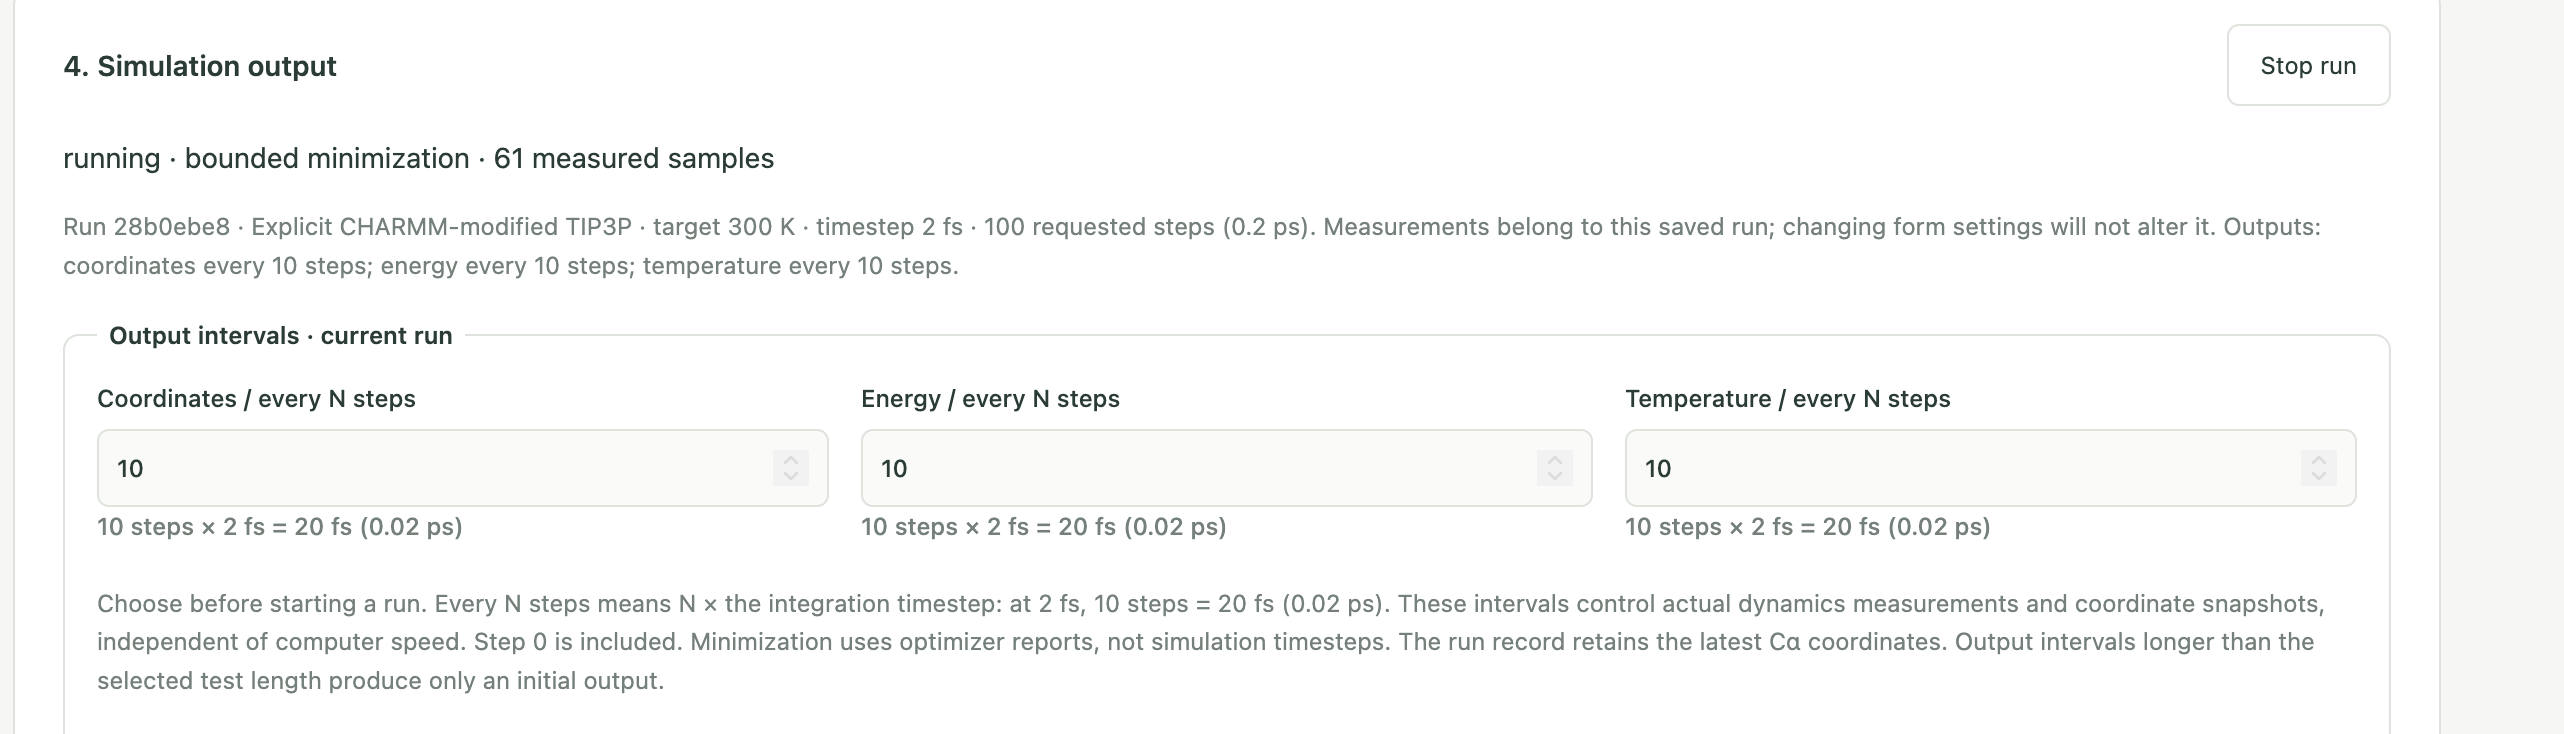 4. Simulation output
Stop run
running · bounded minimization · 61 measured samples
Run 28b0ebe8 · Explicit CHARMM-modified TIP3P · target 300 K · timestep 2 fs · 100 requested steps (0.2 ps). Measurements belong to this saved run; changing form settings will not alter it. Outputs:
coordinates every 10 steps; energy every 10 steps; temperature every 10 steps.
Output intervals · current run
Coordinates / every N steps
Energy / every N steps
Temperature / every N steps
10
10
10
10 steps × 2 fs = 20 fs (0.02 ps)
10 steps × 2 fs = 20 fs (0.02 ps)
10 steps × 2 fs = 20 fs (0.02 ps)
Choose before starting a run. Every N steps means N × the integration timestep: at 2 fs, 10 steps = 20 fs (0.02 ps). These intervals control actual dynamics measurements and coordinate snapshots,
independent of computer speed. Step 0 is included. Minimization uses optimizer reports, not simulation timesteps. The run record retains the latest Cα coordinates. Output intervals longer than the
selected test length produce only an initial output.